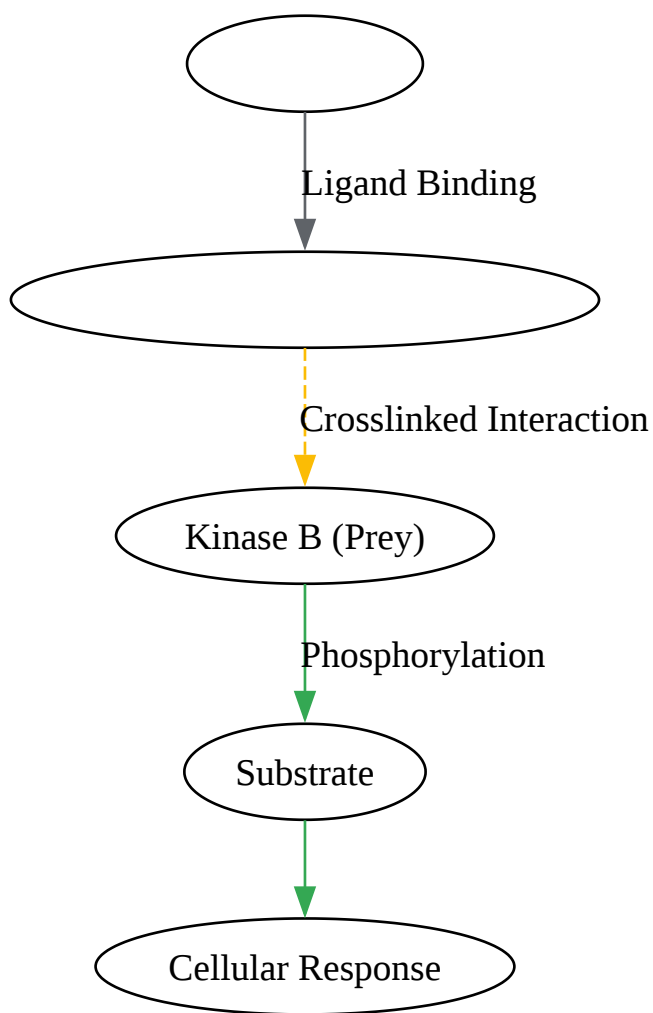 Ligand Binding
Crosslinked Interaction
Kinase B (Prey)
Phosphorylation
Substrate
Cellular Response